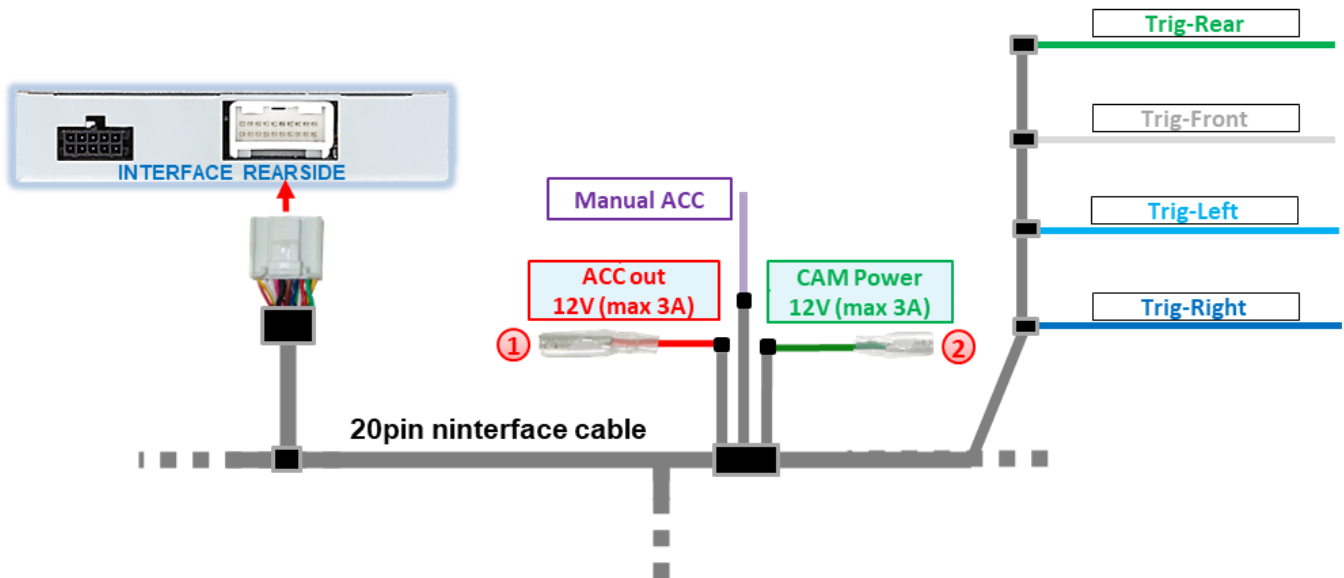 Trig-Rear
Trig-Front
INTERFACE REARSIDE
Manual ACC
Trig-Left
ACC out
12V (max 3A)
CAM Power
12V (max 3A)
Trig-Right
1
2
20pin ninterface cable